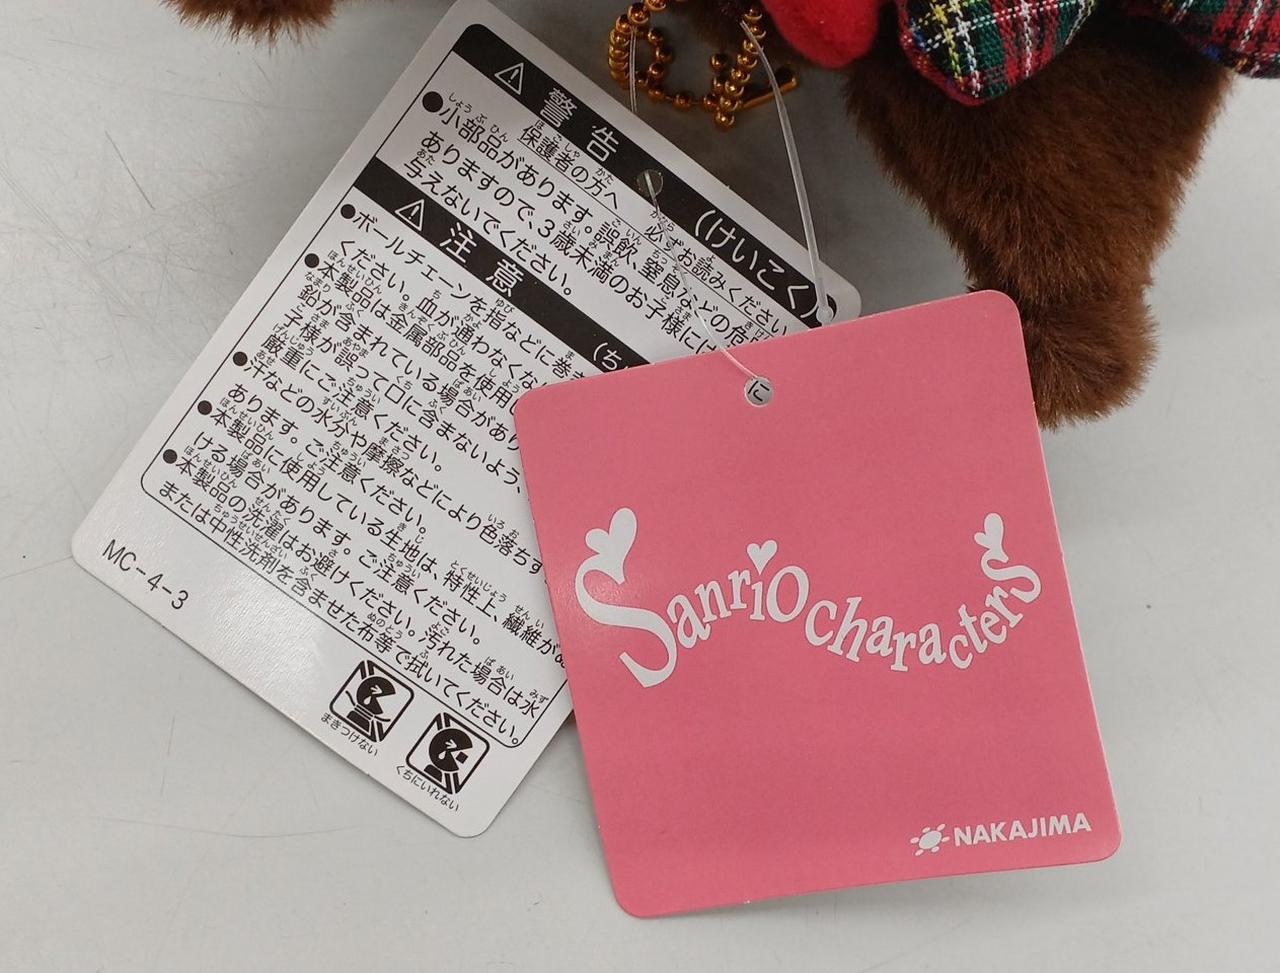 警告 (けいこく)
保護者の方へ 必ずお読みください
●小部品があります。誤飲、窒息などの危
ありますので、3歳未満のお子様には
与えないでください。
注意 (ち
●ボールチェーンを指などに巻き
ください。血が通わなくな
●本製品は金属部品を使用
鉛が含まれている場合があり
子様が誤って口に含まないよう、
厳重にご注意ください。
●汗などの水分や摩擦などにより色落ちす
あります。ご注意ください。
●本製品に使用している生地は、特性上、繊維が
ける場合があります。ご注意ください。
●本製品の洗濯はお避けください。汚れた場合は水
または中性洗剤を含ませた布等で拭いてください。
MC-4-3
まきつけない
くちにいれない
に
Sanrio characters
NAKAJIMA